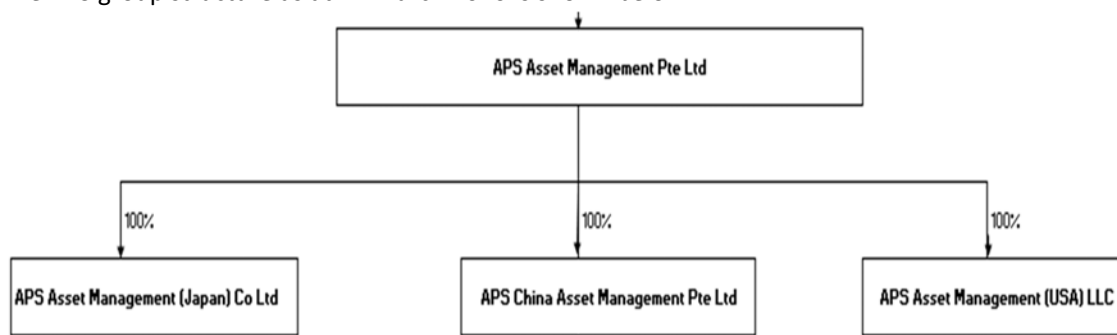 APS Asset Management Pte Ltd
100%
100%
100%
APS Asset Management (Japan) Co Ltd
APS China Asset Management Pte Ltd
APS Asset Management (USA) LLC